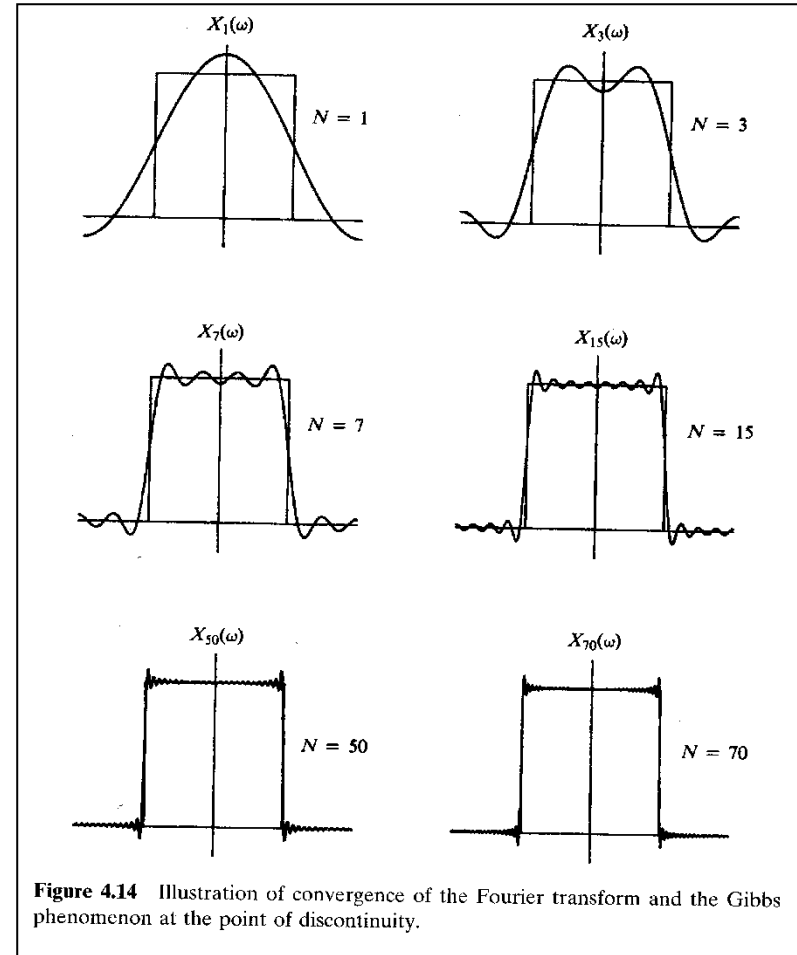 X₁(ω)
N = 1
X₃(ω)
N = 3
X₇(ω)
N = 7
X₁₅(ω)
N = 15
X₅₀(ω)
N = 50
X₇₀(ω)
N = 70
Figure 4.14 Illustration of convergence of the Fourier transform and the Gibbs
phenomenon at the point of discontinuity.